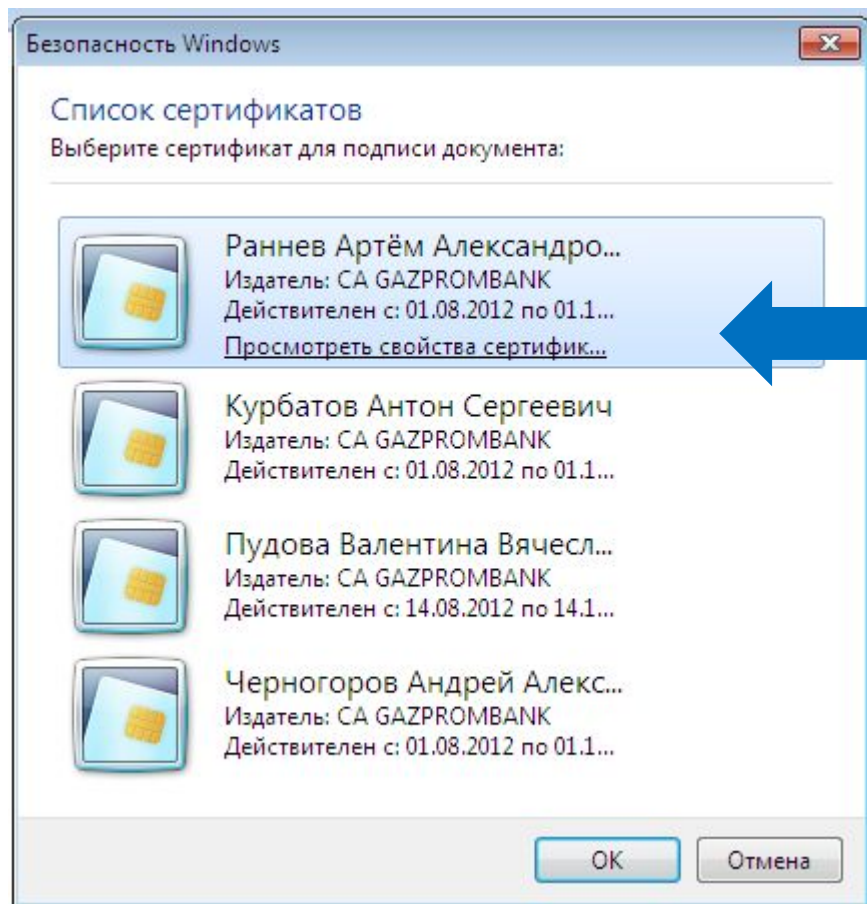 Безопасность Windows
Список сертификатов
Выберите сертификат для подписи документа:
Раннев Артём Александро...
Издатель: CA GAZPROMBANK
Действителен с: 01.08.2012 по 01.1...
Просмотреть свойства сертифик...
Курбатов Антон Сергеевич
Издатель: CA GAZPROMBANK
Действителен с: 01.08.2012 по 01.1...
Пудова Валентина Вячесл...
Издатель: CA GAZPROMBANK
Действителен с: 14.08.2012 по 14.1...
Черногоров Андрей Алекс...
Издатель: CA GAZPROMBANK
Действителен с: 01.08.2012 по 01.1...
OK Отмена